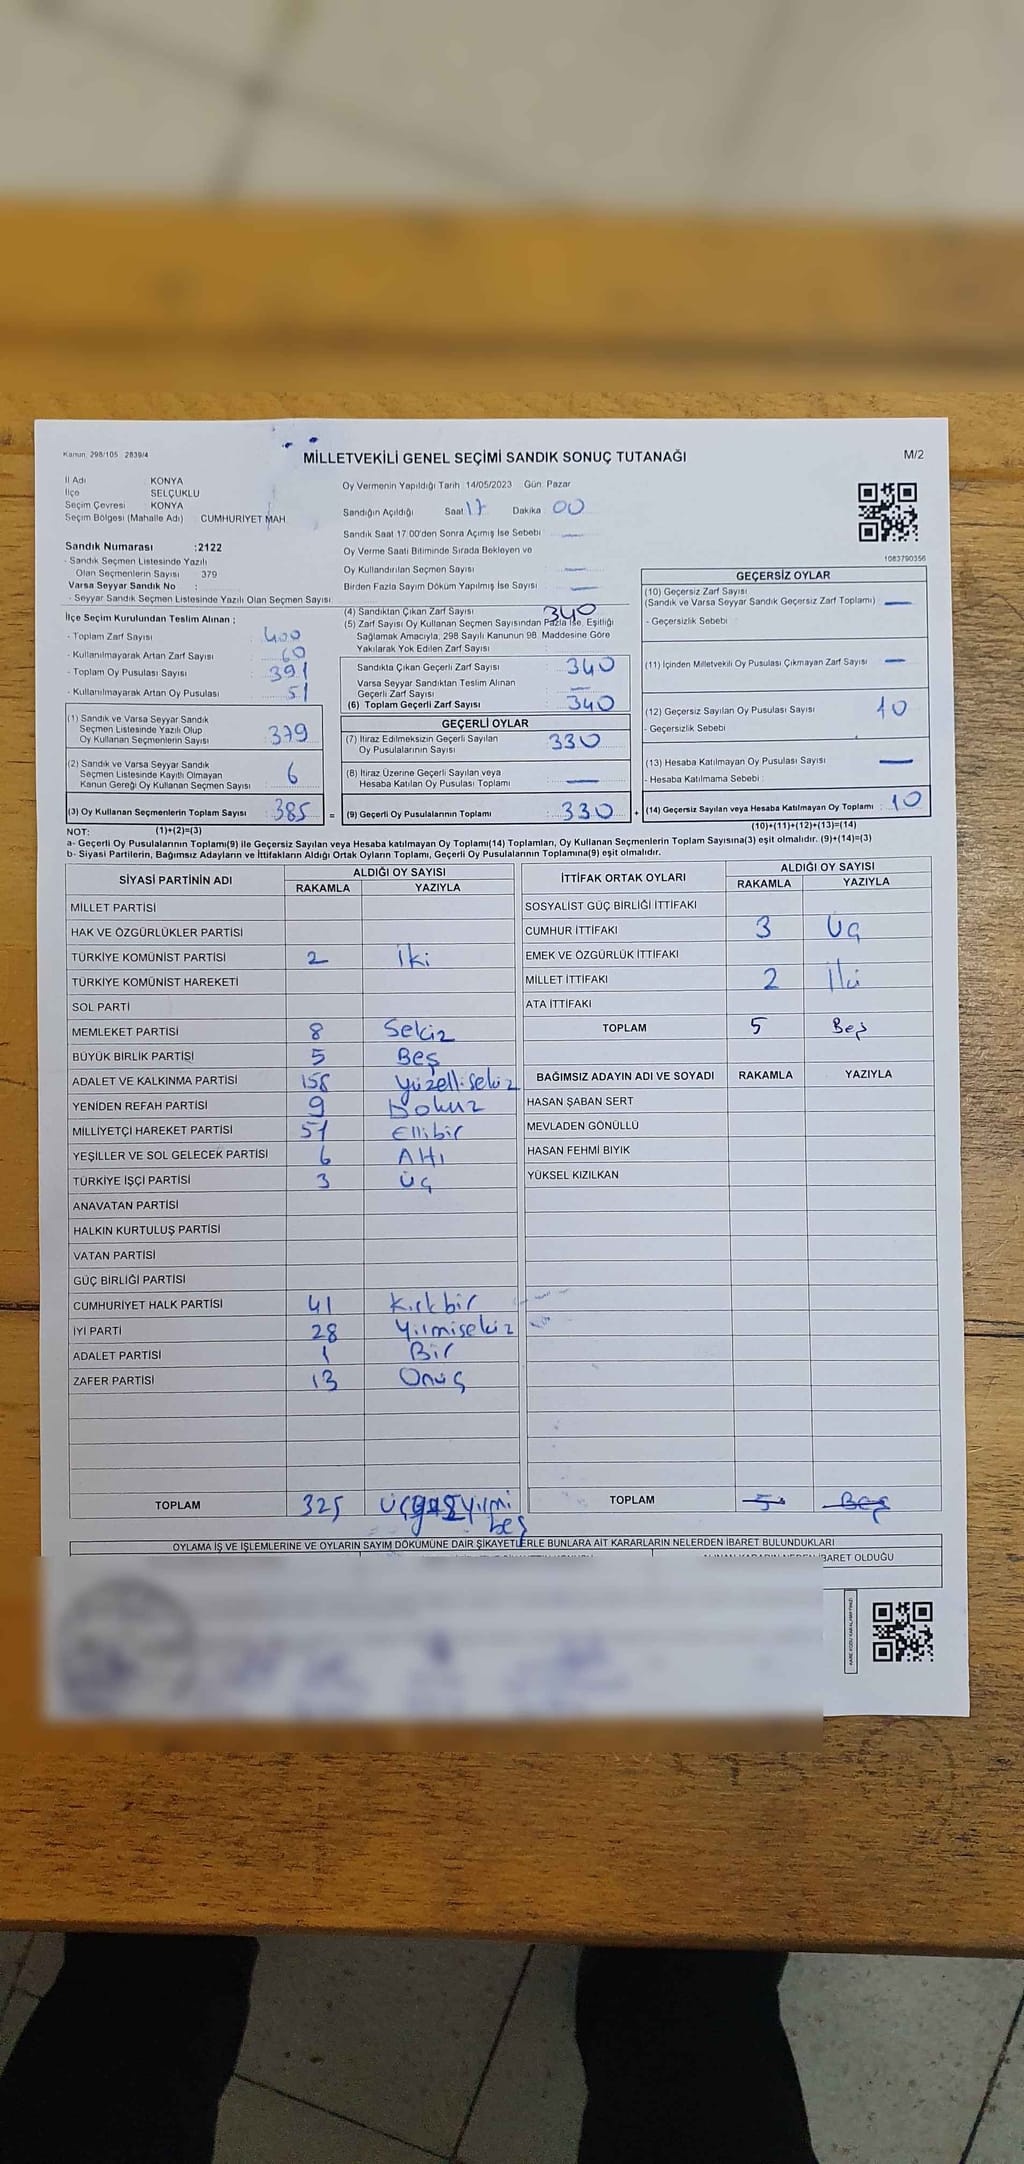 Kanun. 298/105 2839/4
MİLLETVEKİLİ GENEL SEÇİMİ SANDIK SONUÇ TUTANAĞI
M/2
İl Adı KONYA
İlçe SELÇUKLU
Seçim Çevresi KONYA
Seçim Bölgesi (Mahalle Adı) CUMHURİYET MAH.
Sandık Numarası :2122
- Sandık Seçmen Listesinde Yazılı
Olan Seçmenlerin Sayısı 379
Varsa Seyyar Sandık No :
- Seyyar Sandık Seçmen Listesinde Yazılı Olan Seçmen Sayısı
Oy Vermenin Yapıldığı Tarih 14/05/2023 Gün: Pazar
Sandığın Açıldığı Saat 17 Dakika 00
Sandık Saat 17.00'den Sonra Açımış İse Sebebi —
Oy Verme Saati Bitiminde Sırada Bekleyen ve
Oy Kullandırılan Seçmen Sayısı —
Birden Fazla Sayım Döküm Yapılmış İse Sayısı —
1083790356
İlçe Seçim Kurulundan Teslim Alınan ;
- Toplam Zarf Sayısı 400
- Kullanılmayarak Artan Zarf Sayısı 60
- Toplam Oy Pusulası Sayısı 391
- Kullanılmayarak Artan Oy Pusulası 51
(1) Sandık ve Varsa Seyyar Sandık
Seçmen Listesinde Yazılı Olup
Oy Kullanan Seçmenlerin Sayısı 379
(2) Sandık ve Varsa Seyyar Sandık
Seçmen Listesinde Kayıtlı Olmayan
Kanun Gereği Oy Kullanan Seçmen Sayısı 6
(3) Oy Kullanan Seçmenlerin Toplam Sayısı : 385 =
(4) Sandıktan Çıkan Zarf Sayısı 340
(5) Zarf Sayısı Oy Kullanan Seçmen Sayısından Fazla İse, Eşitliği
Sağlamak Amacıyla, 298 Sayılı Kanunun 98. Maddesine Göre
Yakılarak Yok Edilen Zarf Sayısı
Sandıkta Çıkan Geçerli Zarf Sayısı 340
Varsa Seyyar Sandıktan Teslim Alınan
Geçerli Zarf Sayısı —
(6) Toplam Geçerli Zarf Sayısı : 340
GEÇERLİ OYLAR
(7) İtiraz Edilmeksizin Geçerli Sayılan
Oy Pusulalarının Sayısı 330
(8) İtiraz Üzerine Geçerli Sayılan veya
Hesaba Katılan Oy Pusulası Toplamı —
(9) Geçerli Oy Pusulalarının Toplamı : 330 +
GEÇERSİZ OYLAR
(10) Geçersiz Zarf Sayısı
(Sandık ve Varsa Seyyar Sandık Geçersiz Zarf Toplamı) —
- Geçersizlik Sebebi
(11) İçinden Milletvekili Oy Pusulası Çıkmayan Zarf Sayısı —
(12) Geçersiz Sayılan Oy Pusulası Sayısı 10
- Geçersizlik Sebebi
(13) Hesaba Katılmayan Oy Pusulası Sayısı —
- Hesaba Katılmama Sebebi
(14) Geçersiz Sayılan veya Hesaba Katılmayan Oy Toplamı : 10
NOT: (1)+(2)=(3) (10)+(11)+(12)+(13)=(14)
a- Geçerli Oy Pusulalarının Toplamı(9) ile Geçersiz Sayılan veya Hesaba katılmayan Oy Toplamı(14) Toplamları, Oy Kullanan Seçmenlerin Toplam Sayısına(3) eşit olmalıdır. (9)+(14)=(3)
b- Siyasi Partilerin, Bağımsız Adayların ve İttifakların Aldığı Ortak Oyların Toplamı, Geçerli Oy Pusulalarının Toplamına(9) eşit olmalıdır.
SİYASİ PARTİNİN ADI ALDIĞI OY SAYISI
RAKAMLA YAZIYLA
MİLLET PARTİSİ
HAK VE ÖZGÜRLÜKLER PARTİSİ
TÜRKİYE KOMÜNİST PARTİSİ 2 İki
TÜRKİYE KOMÜNİST HAREKETİ
SOL PARTİ
MEMLEKET PARTİSİ 8 Sekiz
BÜYÜK BİRLİK PARTİSİ 5 Beş
ADALET VE KALKINMA PARTİSİ 158 Yüzellisekiz
YENİDEN REFAH PARTİSİ 9 Dokuz
MİLLİYETÇİ HAREKET PARTİSİ 51 Ellibir
YEŞİLLER VE SOL GELECEK PARTİSİ 6 Altı
TÜRKİYE İŞÇİ PARTİSİ 3 Üç
ANAVATAN PARTİSİ
HALKIN KURTULUŞ PARTİSİ
VATAN PARTİSİ
GÜÇ BİRLİĞİ PARTİSİ
CUMHURİYET HALK PARTİSİ 41 Kırkbir
İYİ PARTİ 28 Yirmisekiz
ADALET PARTİSİ 1 Bir
ZAFER PARTİSİ 13 Onüç
TOPLAM 325 Üçyüzyirmi
beş
İTTİFAK ORTAK OYLARI ALDIĞI OY SAYISI
RAKAMLA YAZIYLA
SOSYALİST GÜÇ BİRLİĞİ İTTİFAKI
CUMHUR İTTİFAKI 3 Üç
EMEK VE ÖZGÜRLÜK İTTİFAKI
MİLLET İTTİFAKI 2 İki
ATA İTTİFAKI
TOPLAM 5 Beş
BAĞIMSIZ ADAYIN ADI VE SOYADI RAKAMLA YAZIYLA
HASAN ŞABAN SERT
MEVLADEN GÖNÜLLÜ
HASAN FEHMİ BIYIK
YÜKSEL KIZILKAN
TOPLAM 5 Beş
OYLAMA İŞ VE İŞLEMLERİNE VE OYLARIN SAYIM DÖKÜMÜNE DAİR ŞİKAYETLERLE BUNLARA AİT KARARLARIN NELERDEN İBARET BULUNDUKLARI
İBARET OLDUĞU